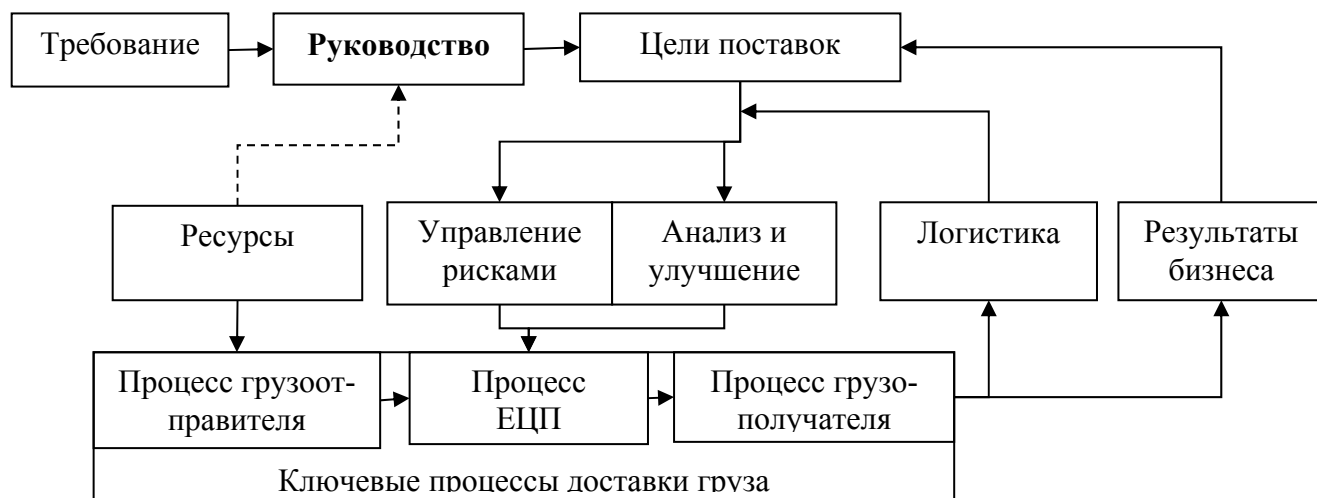 Требование
Руководство
Цели поставок
Ресурсы
Управление
рисками
Анализ и
улучшение
Логистика
Результаты
бизнеса
Процесс грузоот-
правителя
Процесс
ЕЦП
Процесс грузо-
получателя
Ключевые процессы доставки груза